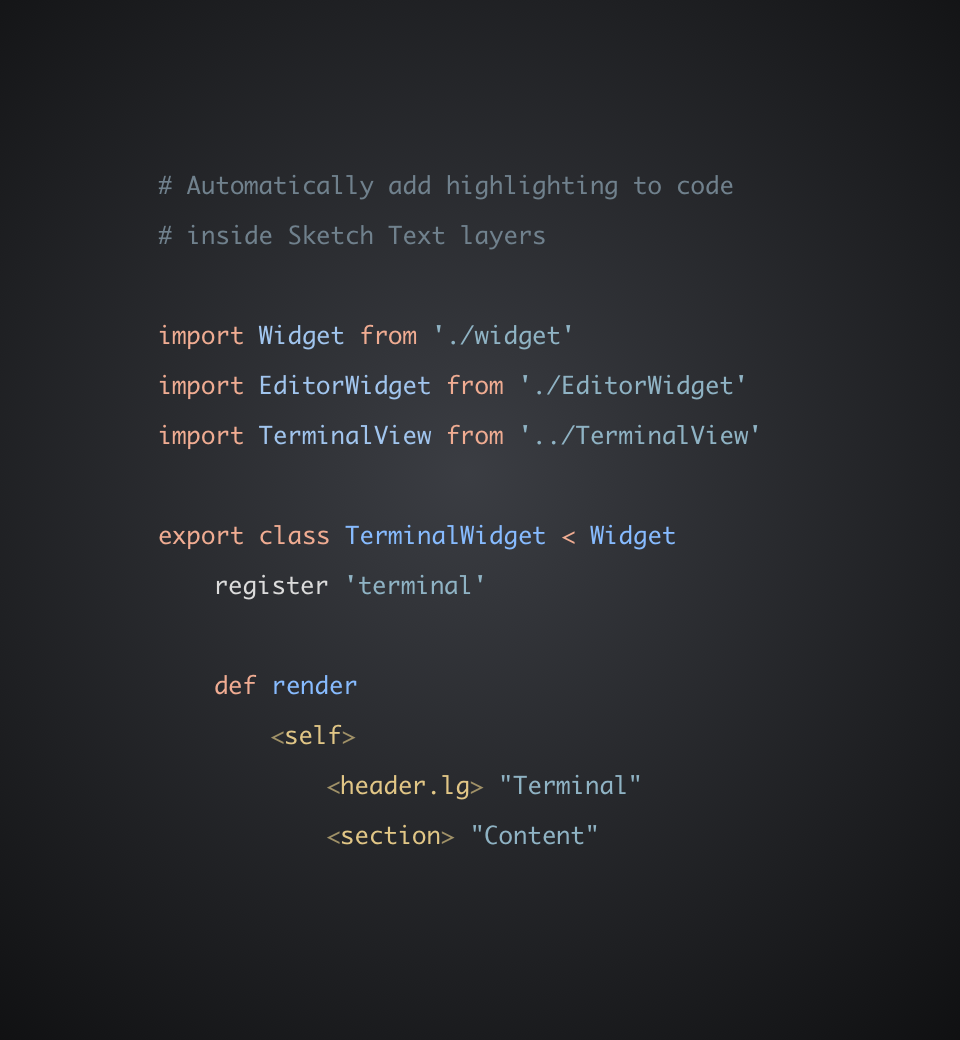 # Automatically add highlighting to code
# inside Sketch Text layers
import Widget from './widget'
import EditorWidget from './EditorWidget'
import TerminalView from '../TerminalView'
export class TerminalWidget < Widget
    register 'terminal'
    def render
        <self>
            <header.lg> "Terminal"
            <section> "Content"